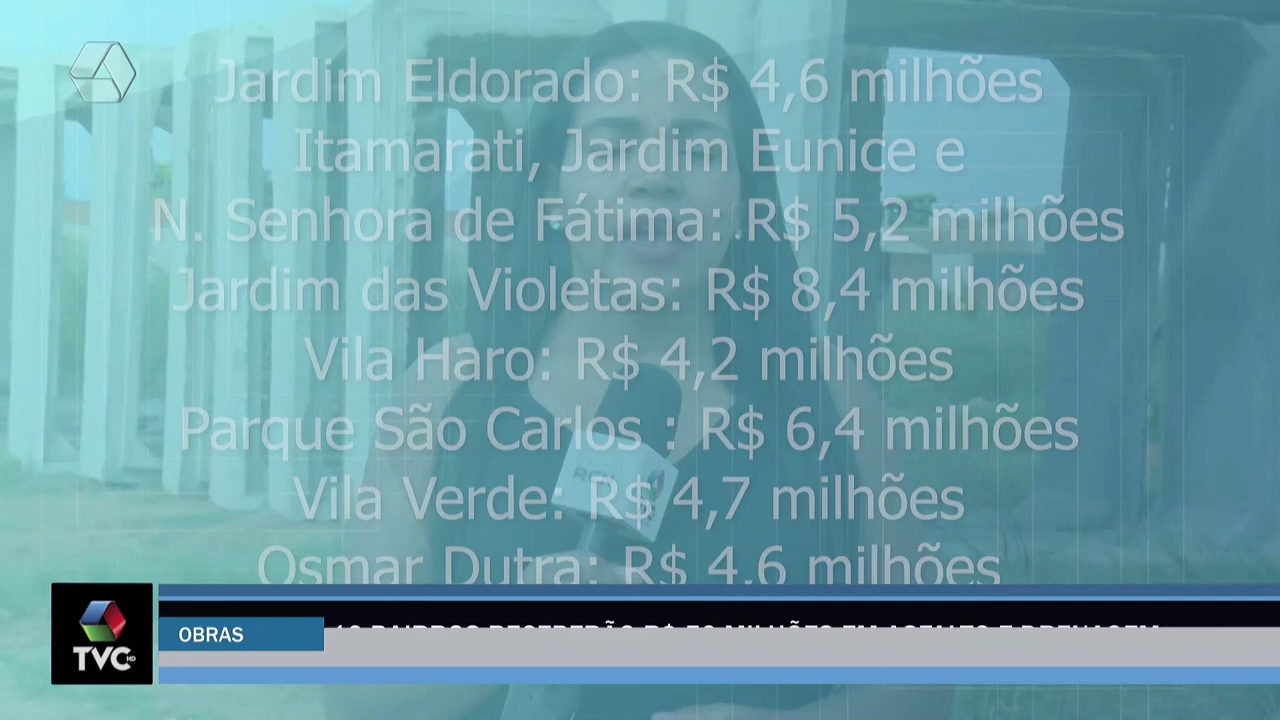 Jardim Eldorado: R$ 4,6 milhões
Itamarati, Jardim Eunice e
N. Senhora de Fátima: R$ 5,2 milhões
Jardim das Violetas: R$ 8,4 milhões
Vila Haro: R$ 4,2 milhões
Parque São Carlos : R$ 6,4 milhões
Vila Verde: R$ 4,7 milhões
Osmar Dutra: R$ 4,6 milhões
OBRAS
TVC HD